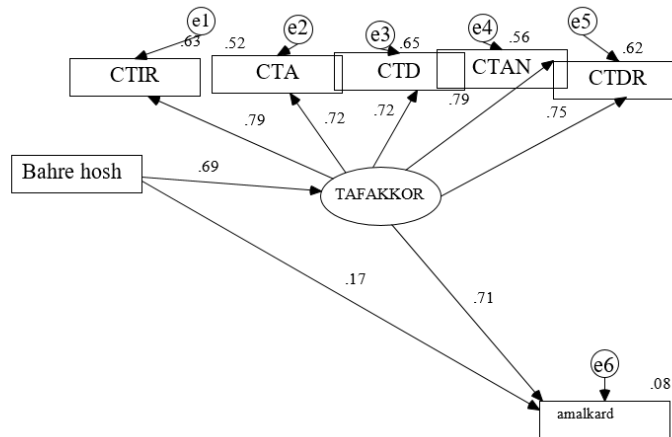 e1
e2
e3
e4
e5
.63
.52
.65
.56
.62
CTIR
CTA
CTD
CTAN
CTDR
.79
.72
.72
.79
.75
Bahre hosh
.69
TAFAKKOR
.17
.71
e6
.08
amalkard